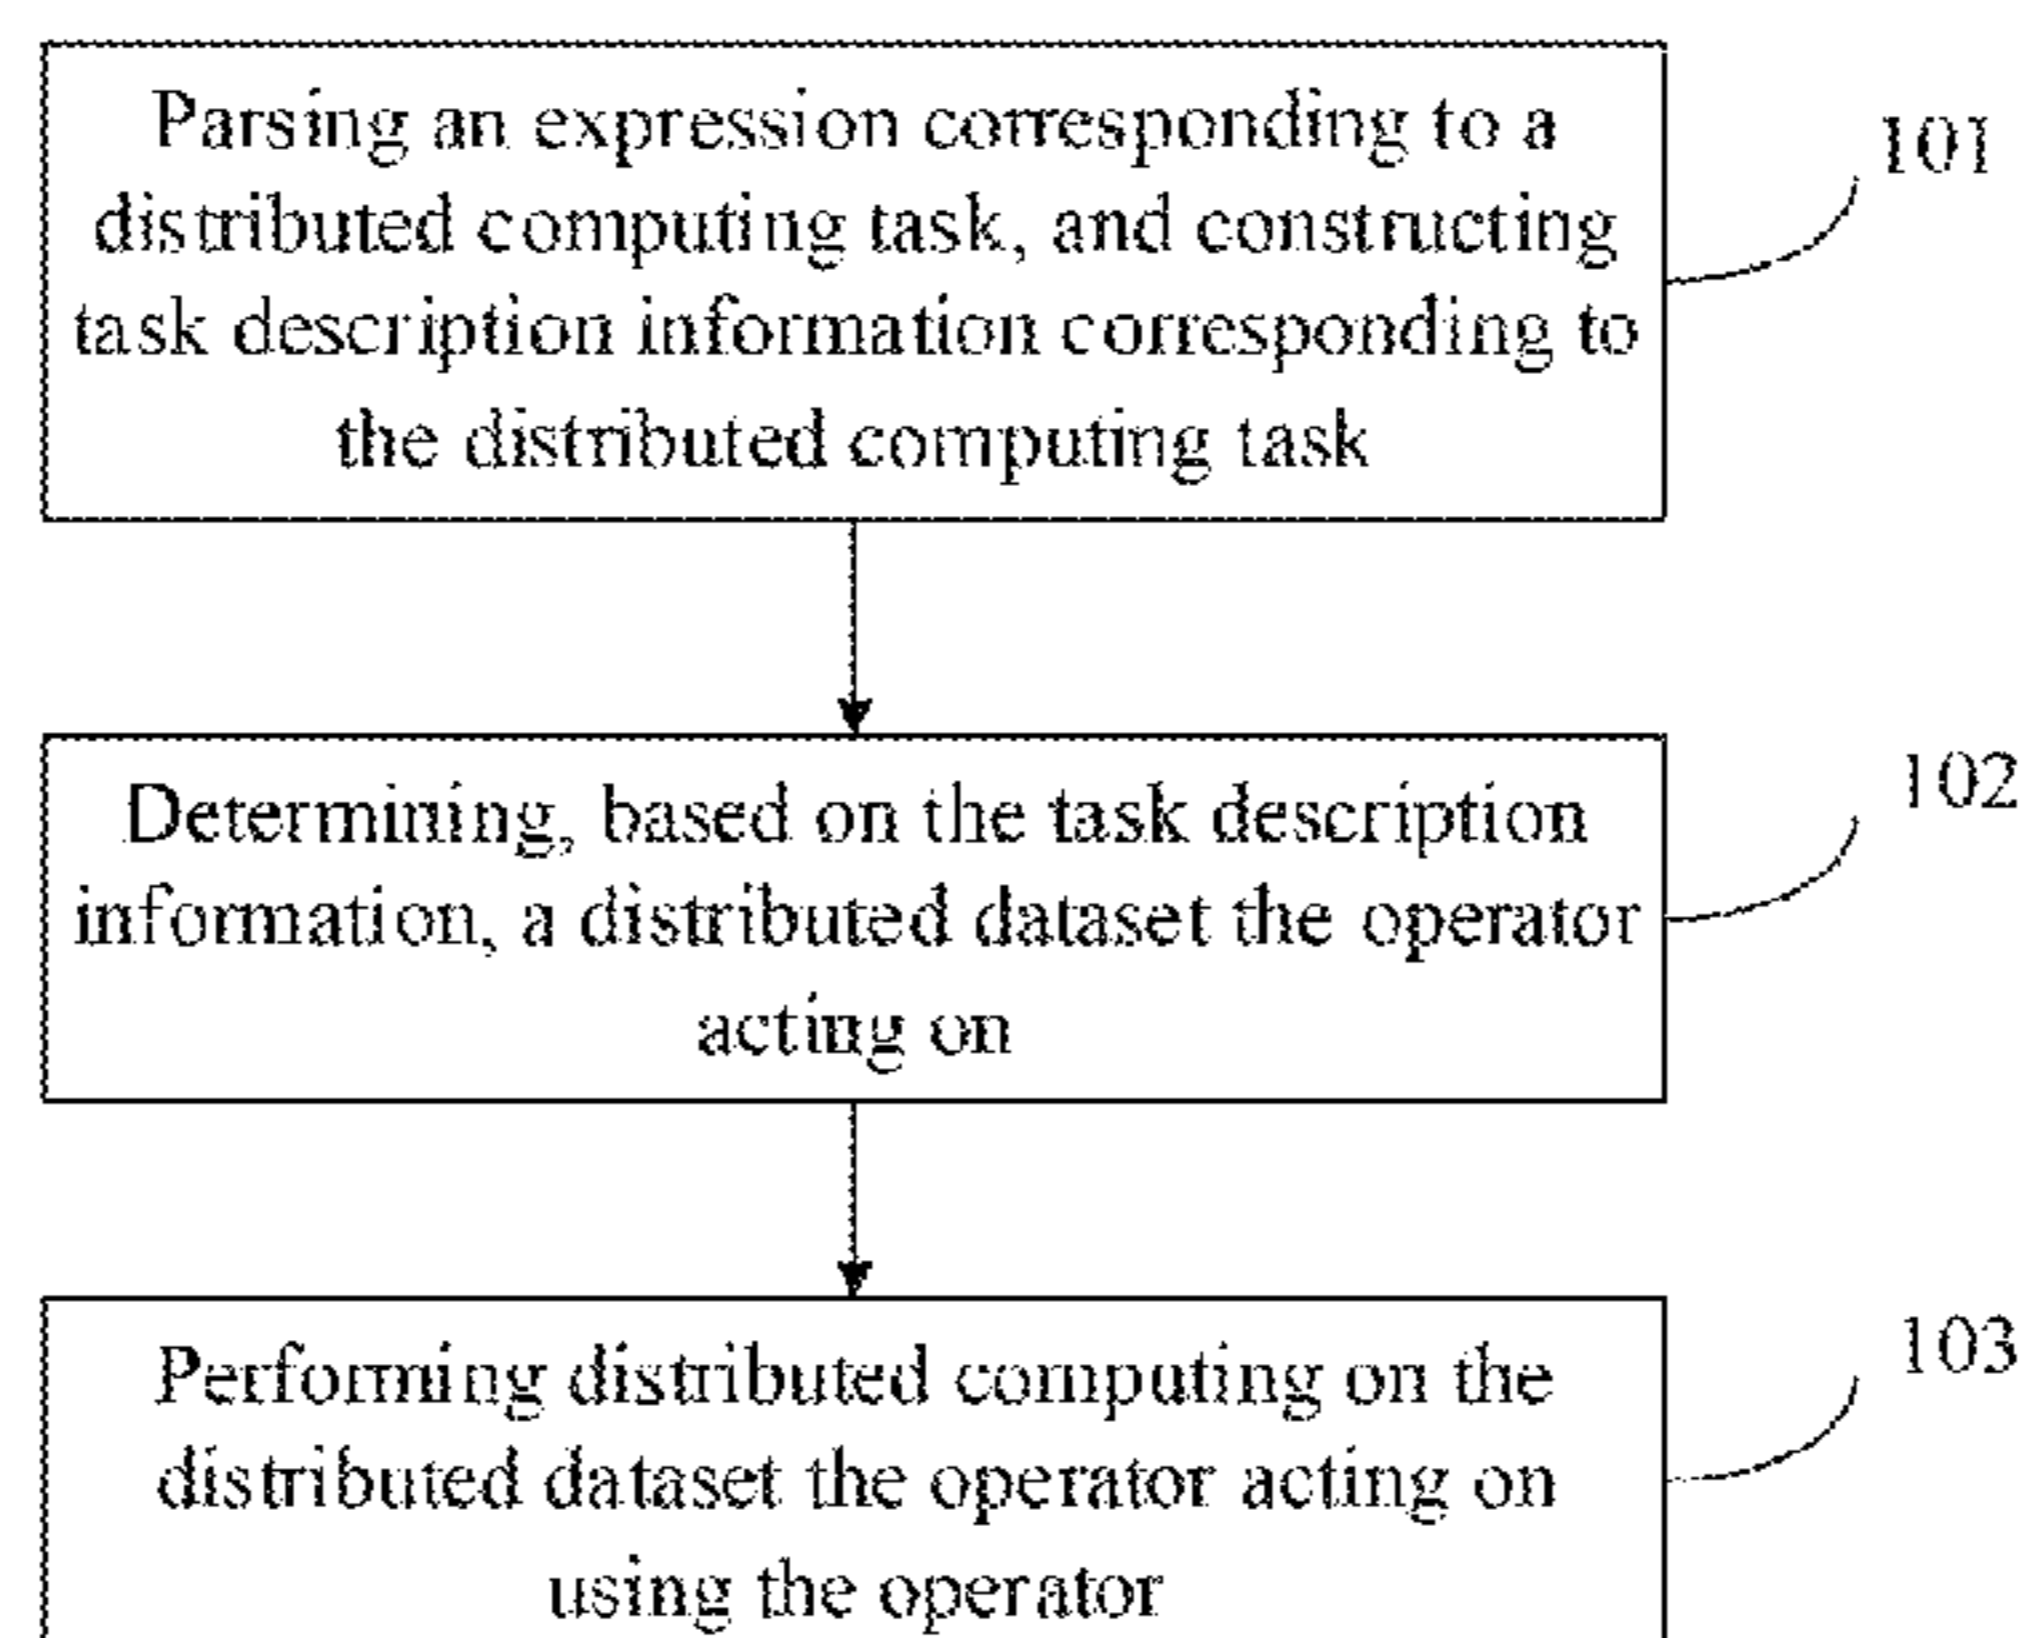 Parsing an expression corresponding to a
distributed computing task, and constructing
task description information corresponding to
the distributed computing task
101
Determining, based on the task description
information, a distributed dataset the operator
acting on
102
Performing distributed computing on the
distributed dataset the operator acting on
using the operator
103